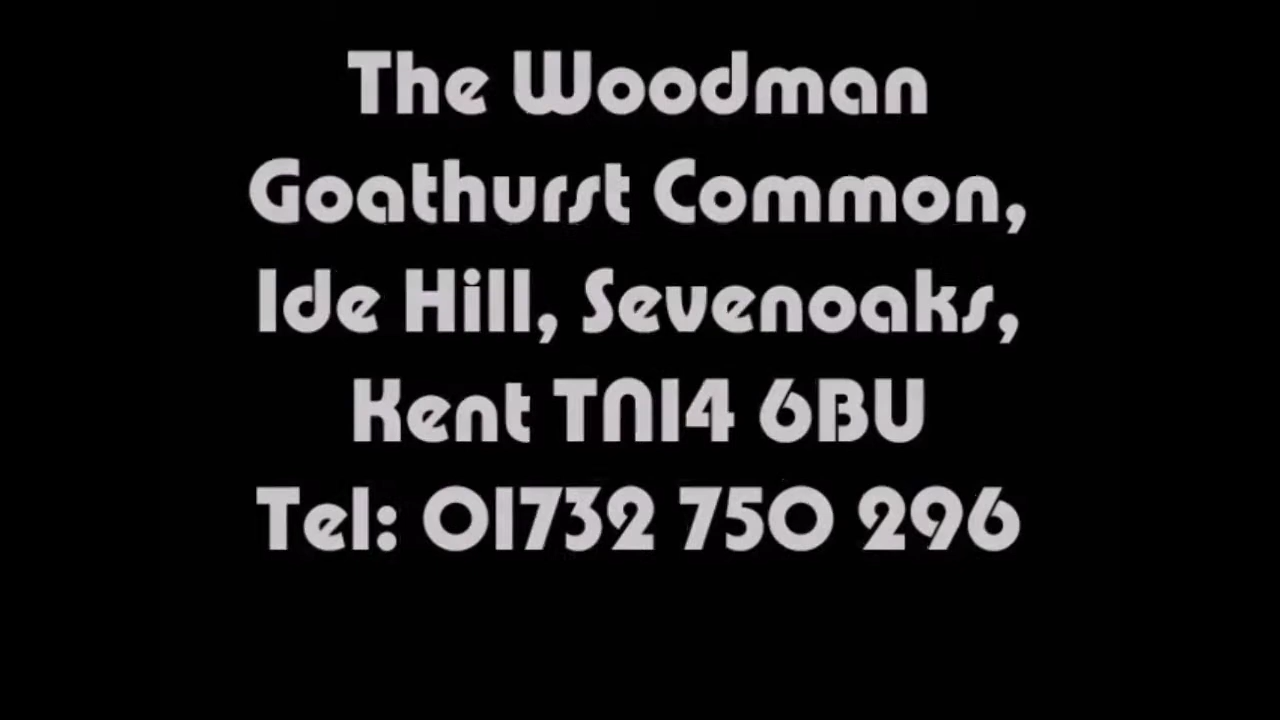 The Woodman
Goathurst Common,
Ide Hill, Sevenoaks,
Kent TN14 6BU
Tel: 01732 750 296